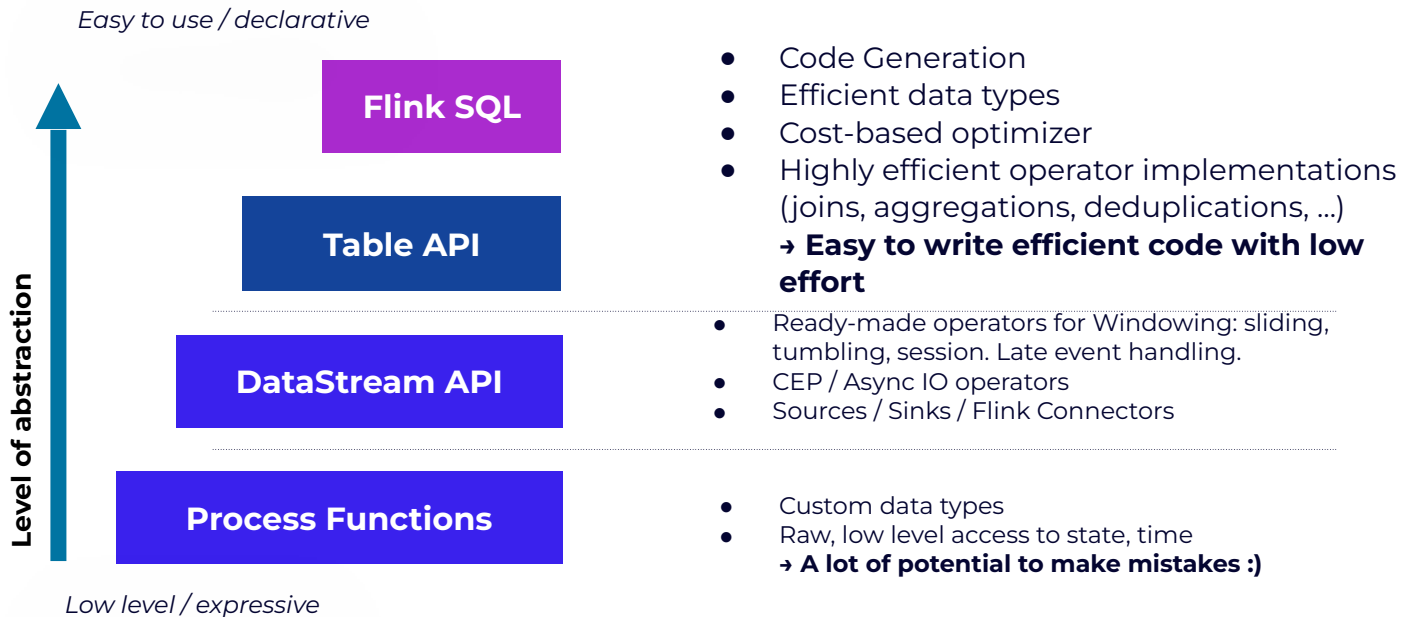 Easy to use / declarative
Level of abstraction
Flink SQL
Table API
● Code Generation
● Efficient data types
● Cost-based optimizer
● Highly efficient operator implementations
(joins, aggregations, deduplications, ...)
→ Easy to write efficient code with low
effort
DataStream API
● Ready-made operators for Windowing: sliding,
tumbling, session. Late event handling.
● CEP / Async IO operators
● Sources / Sinks / Flink Connectors
Process Functions
● Custom data types
● Raw, low level access to state, time
→ A lot of potential to make mistakes :)
Low level / expressive